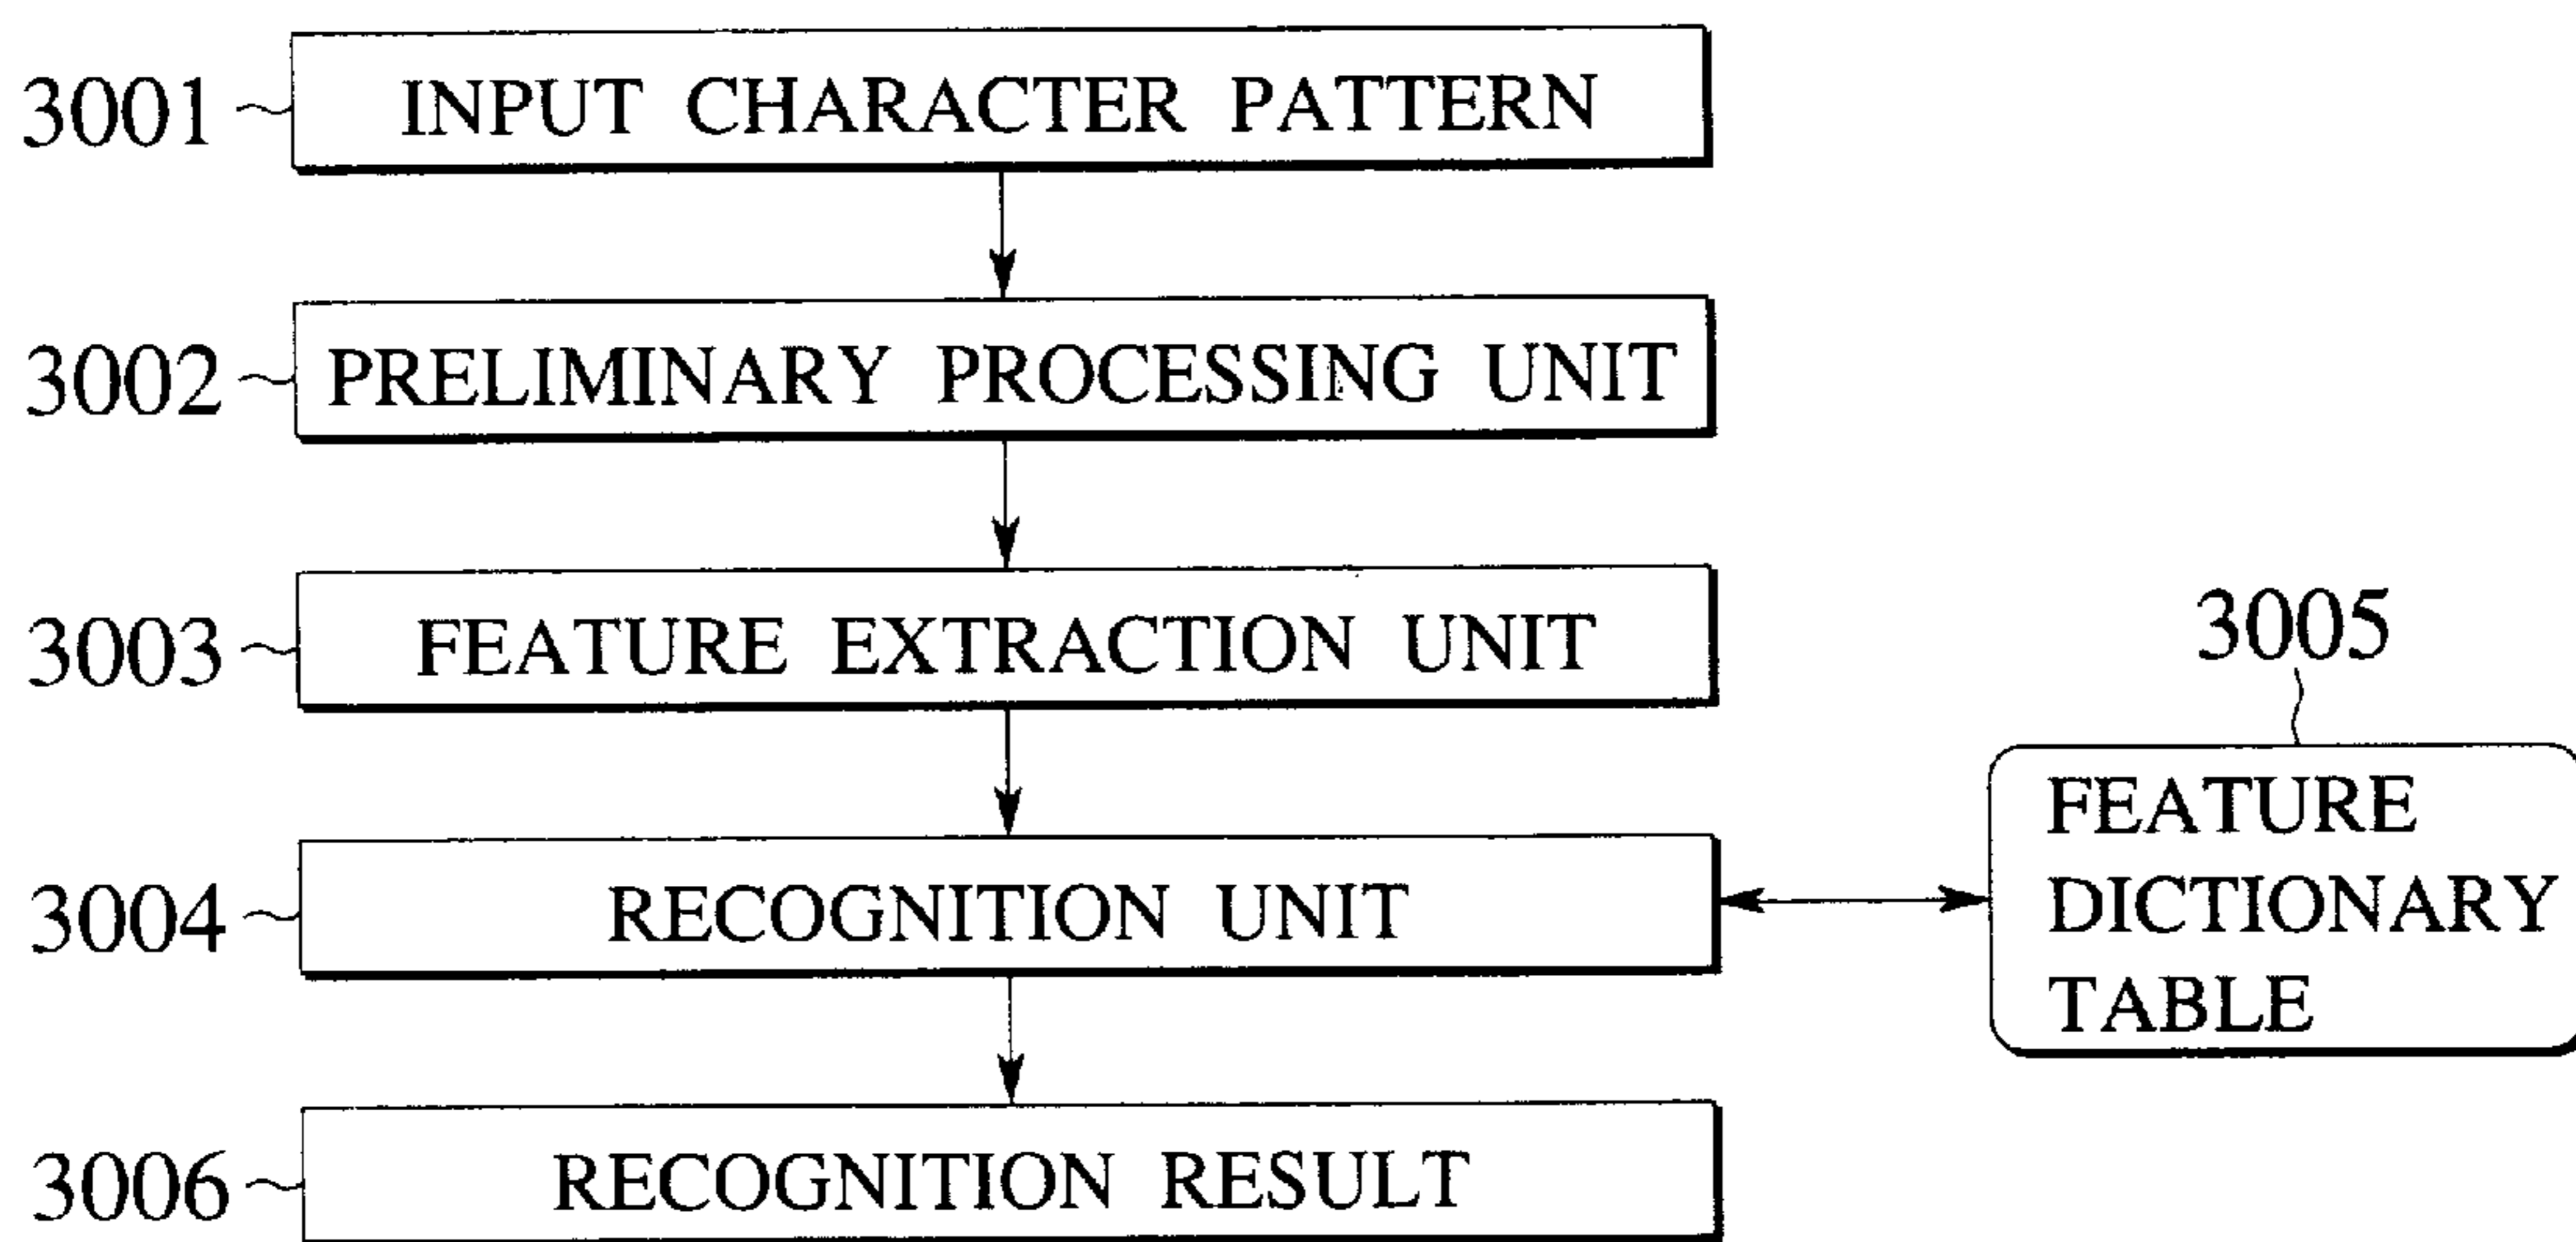 3001 INPUT CHARACTER PATTERN
3002 PRELIMINARY PROCESSING UNIT
3003 FEATURE EXTRACTION UNIT
3004 RECOGNITION UNIT
3005
FEATURE
DICTIONARY
TABLE
3006 RECOGNITION RESULT